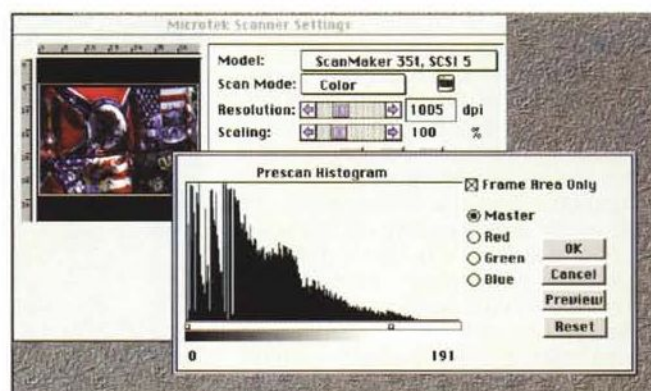 Microtek Scanner Settings
Model: ScanMaker 35t, SCSI 5
Scan Mode: Color
Resolution: 1005 dpi
Scaling: 100 %
Prescan Histogram
Frame Area Only
Master
Red
Green
Blue
OK
Cancel
Preview
Reset
0 191